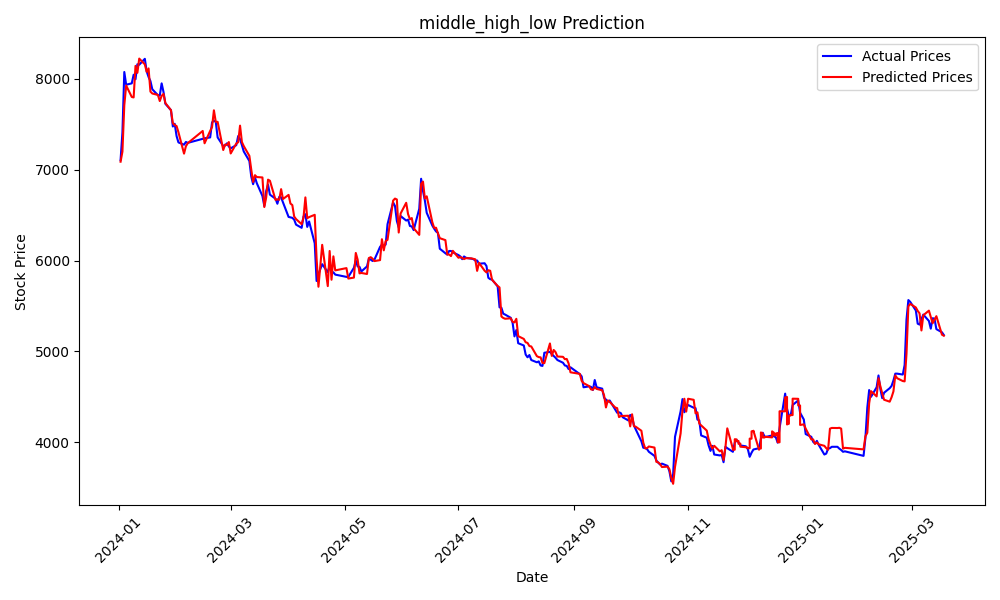 middle_high_low Prediction
Actual Prices
Predicted Prices
Stock Price
8000
7000
6000
5000
4000
2024-01
2024-03
2024-05
2024-07
2024-09
2024-11
2025-01
2025-03
Date